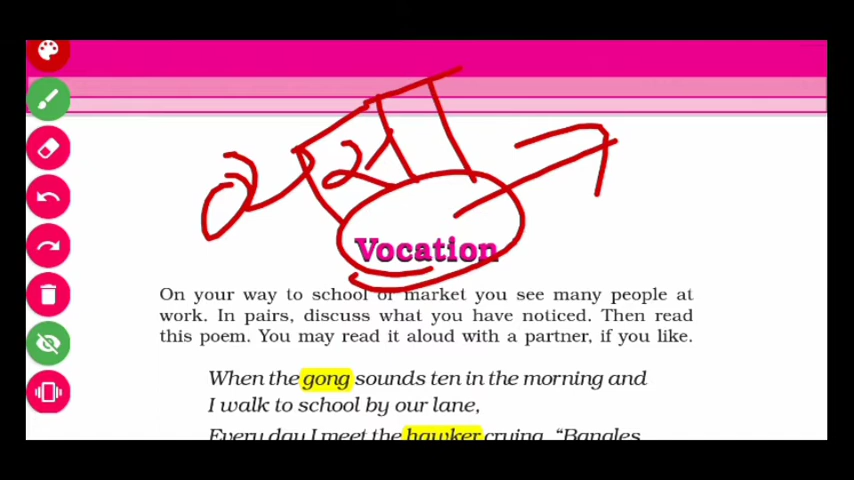 Vocation
On your way to school or market you see many people at
work. In pairs, discuss what you have noticed. Then read
this poem. You may read it aloud with a partner, if you like.
When the gong sounds ten in the morning and
I walk to school by our lane,
Every day I meet the hawker crying, “Bangles